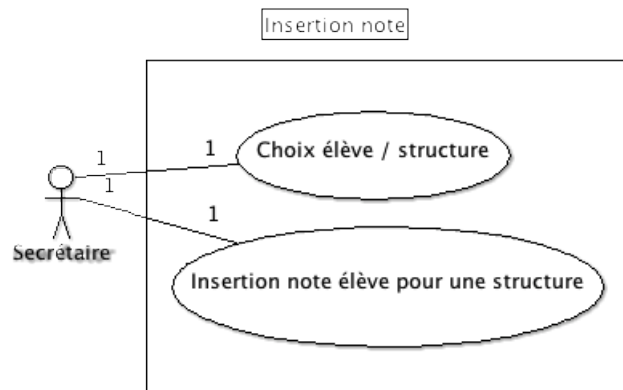 Insertion note
1
1
Choix élève / structure
1
1
Secrétaire
Insertion note élève pour une structure